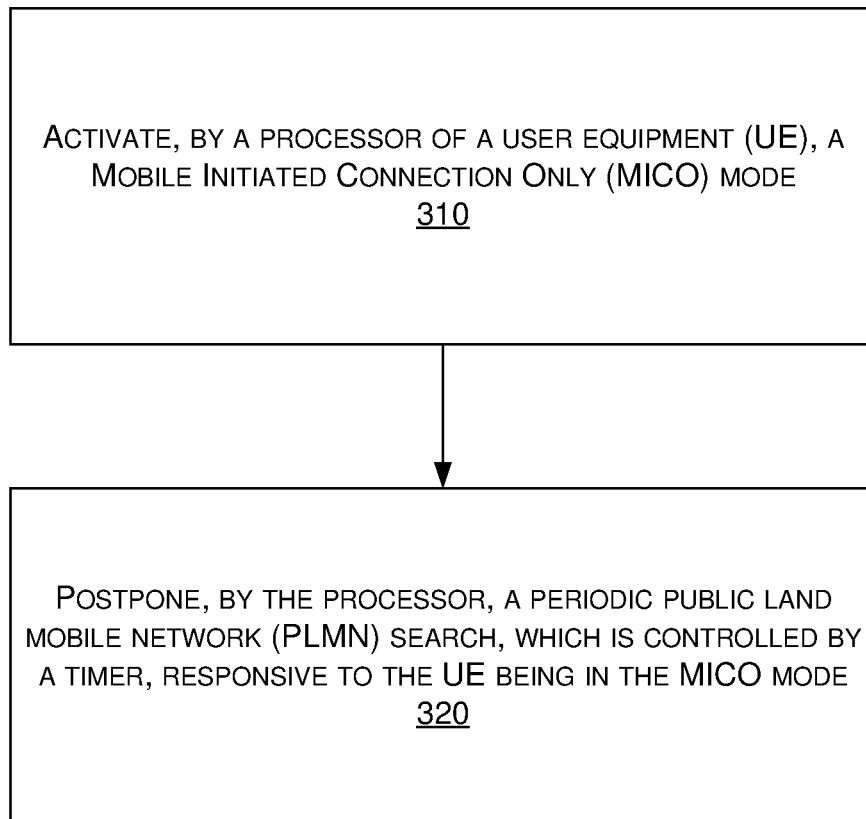 ACTIVATE, BY A PROCESSOR OF A USER EQUIPMENT (UE), A
MOBILE INITIATED CONNECTION ONLY (MICO) MODE
310
POSTPONE, BY THE PROCESSOR, A PERIODIC PUBLIC LAND
MOBILE NETWORK (PLMN) SEARCH, WHICH IS CONTROLLED BY
A TIMER, RESPONSIVE TO THE UE BEING IN THE MICO MODE
320